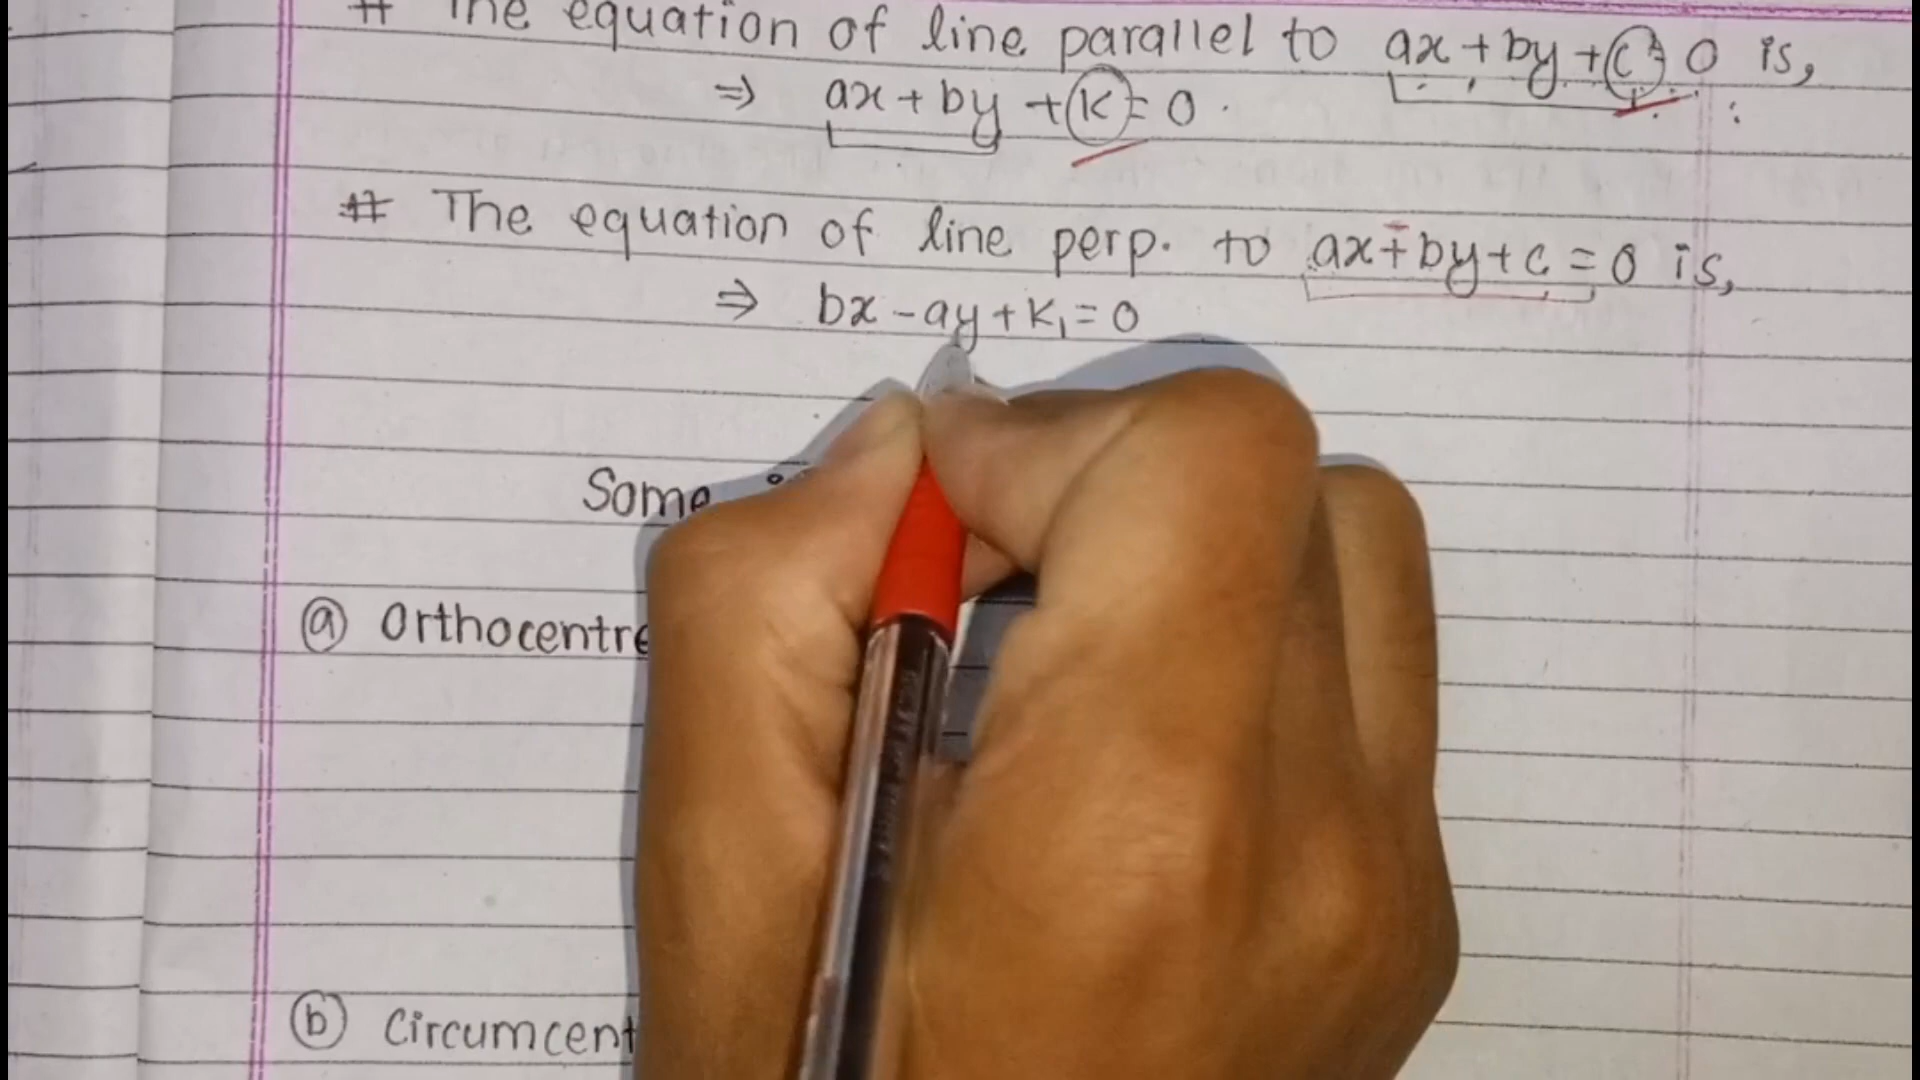 # The equation of line parallel to ax + by + c = 0 is,
⇒ ax + by + k = 0.
# The equation of line perp. to ax + by + c = 0 is,
⇒ bx - ay + k₁ = 0
Some
ⓐ Orthocentre
ⓑ Circumcent